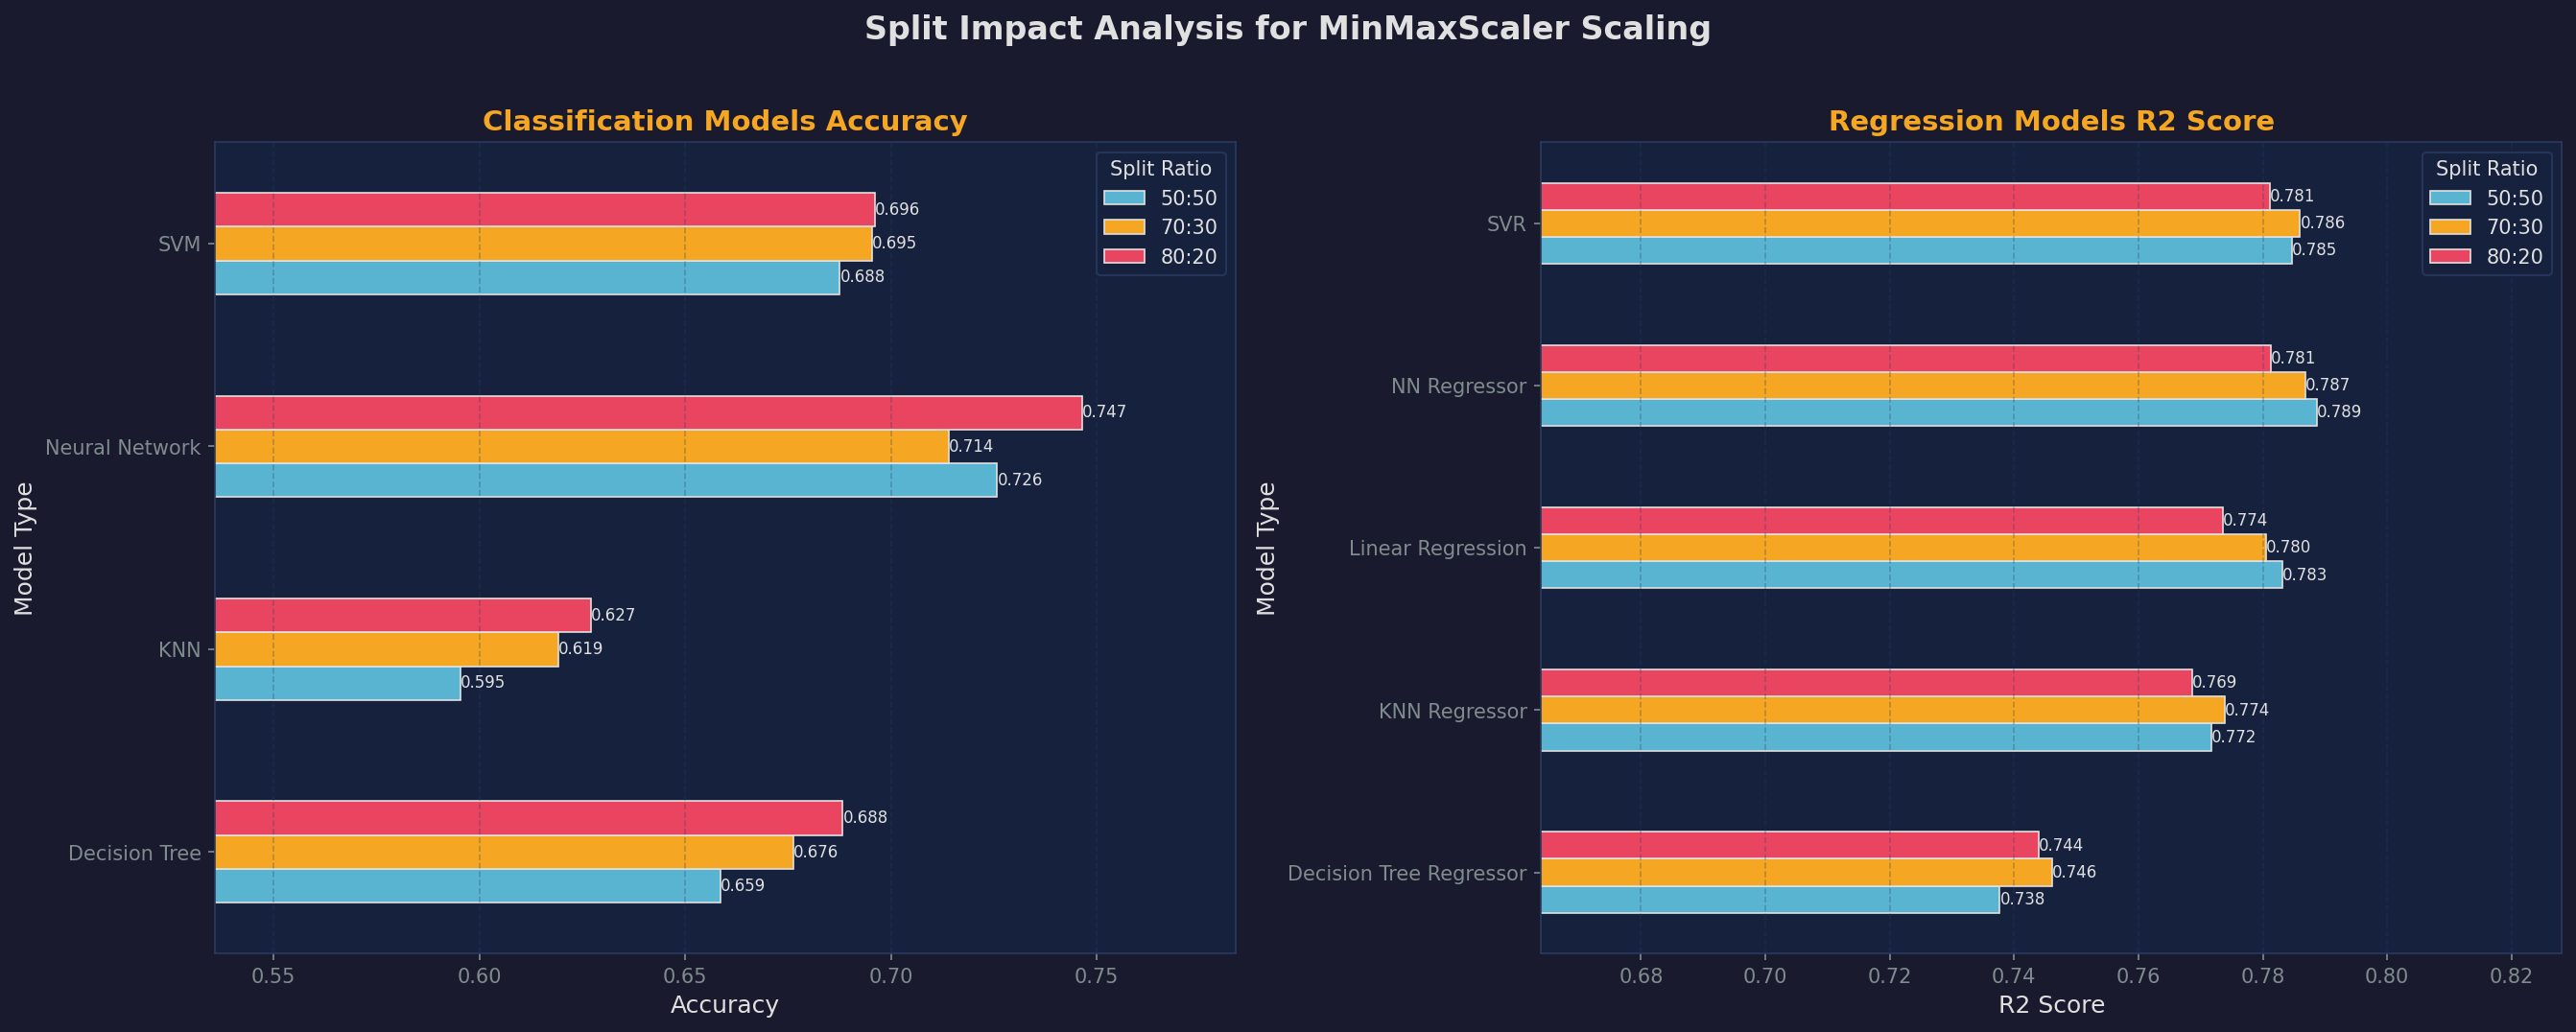 Split Impact Analysis for MinMaxScaler Scaling
Classification Models Accuracy
Split Ratio
50:50
70:30
80:20
Model Type
SVM
0.696
0.695
0.688
Neural Network
0.747
0.714
0.726
KNN
0.627
0.619
0.595
Decision Tree
0.688
0.676
0.659
0.55 0.60 0.65 0.70 0.75
Accuracy
Regression Models R2 Score
Split Ratio
50:50
70:30
80:20
Model Type
SVR
0.781
0.786
0.785
NN Regressor
0.781
0.787
0.789
Linear Regression
0.774
0.780
0.783
KNN Regressor
0.769
0.774
0.772
Decision Tree Regressor
0.744
0.746
0.738
0.68 0.70 0.72 0.74 0.76 0.78 0.80 0.82
R2 Score